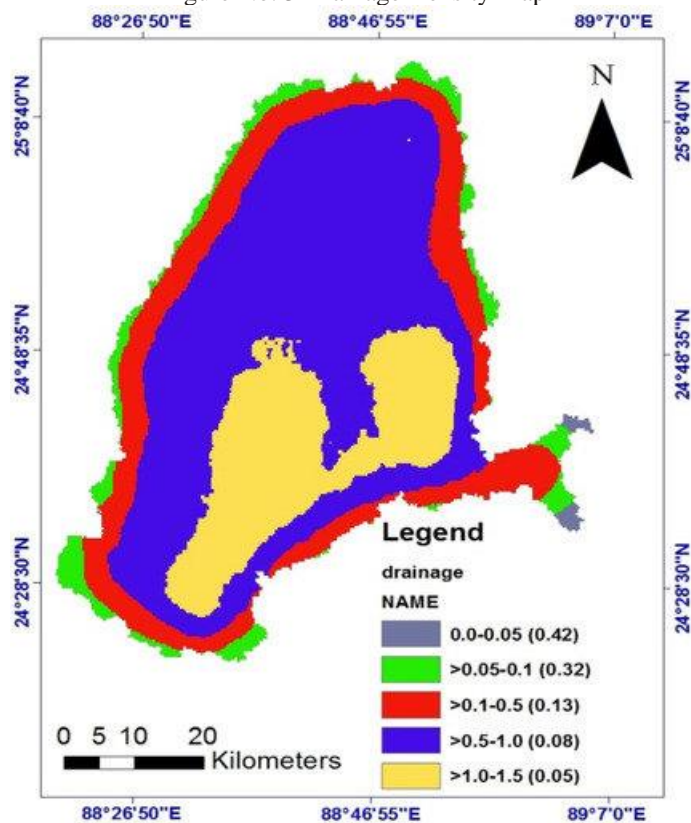 88°26'50"E 88°46'55"E 89°7'0"E
25°8'40"N 25°8'40"N
N
24°48'35"N 24°48'35"N
24°28'30"N 24°28'30"N
Legend
drainage
NAME
0.0-0.05 (0.42)
>0.05-0.1 (0.32)
>0.1-0.5 (0.13)
>0.5-1.0 (0.08)
>1.0-1.5 (0.05)
0 5 10 20
Kilometers
88°26'50"E 88°46'55"E 89°7'0"E